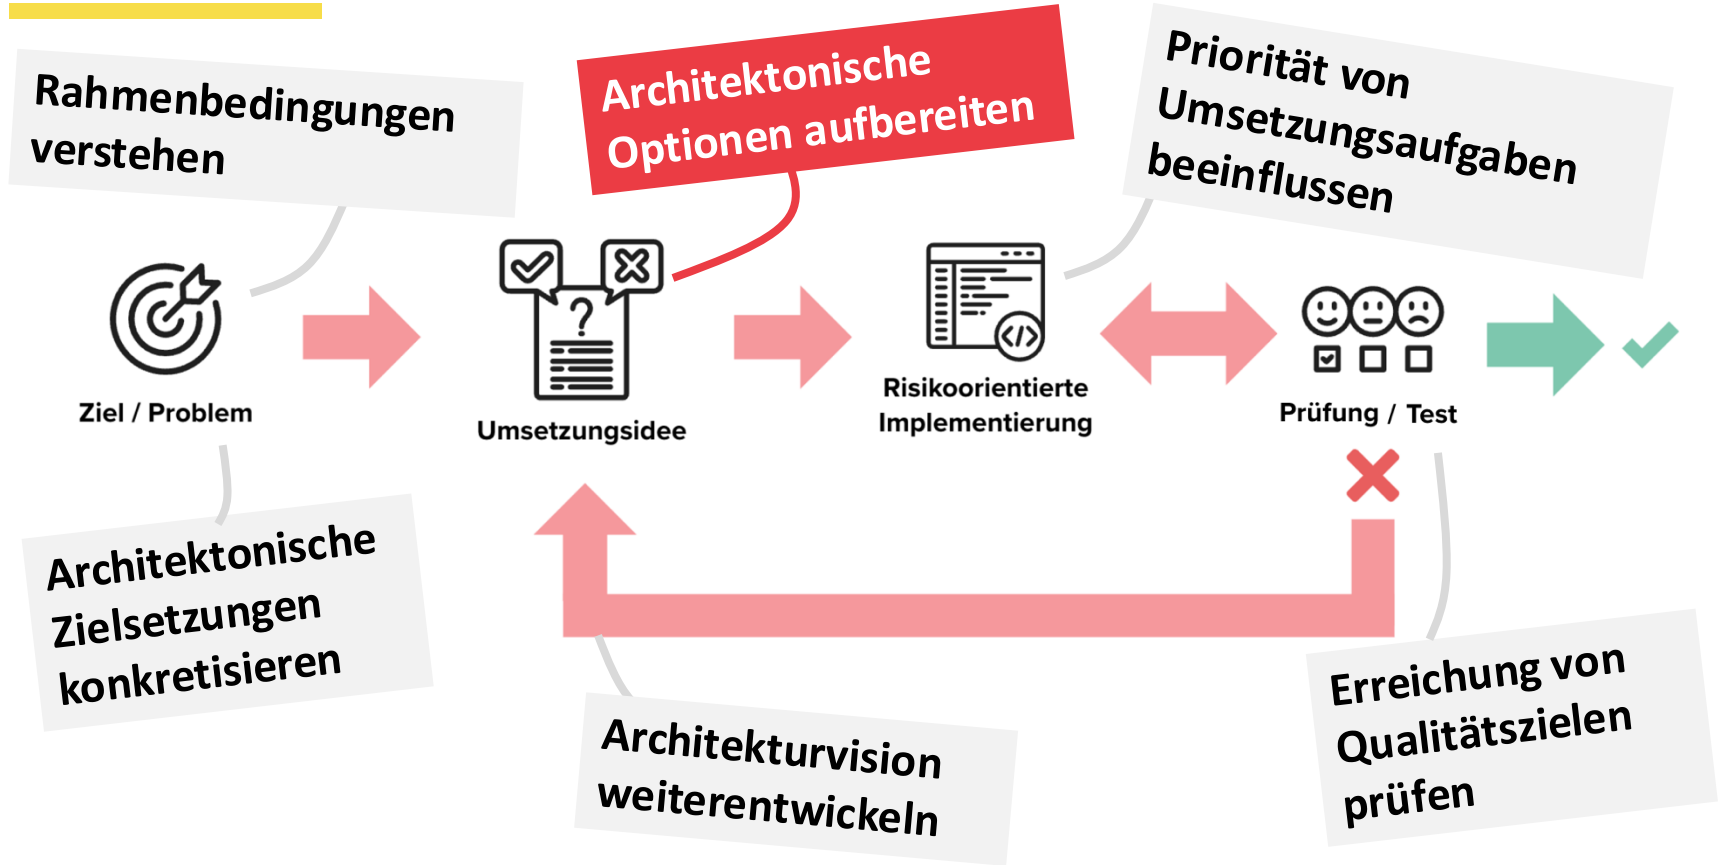 Rahmenbedingungen
verstehen
Architektonische
Optionen aufbereiten
Priorität von
Umsetzungsaufgaben
beeinflussen
?
</>
Ziel / Problem
Umsetzungsidee
Risikoorientierte
Implementierung
Prüfung / Test
Architektonische
Zielsetzungen
konkretisieren
Architekturvision
weiterentwickeln
Erreichung von
Qualitätszielen
prüfen